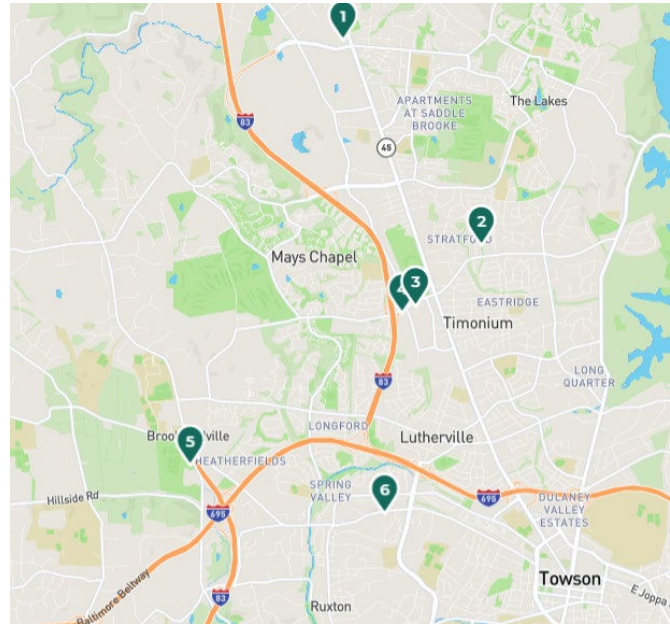 1
83
APARTMENTS
AT SADDLE
BROOKE
The Lakes
45
2
STRATFORD
Mays Chapel
4
3
EASTRIDGE
Timonium
LONG
QUARTER
83
LONGFORD
Lutherville
5
HEATHERFIELDS
SPRING
VALLEY
6
Hillside Rd
695
695
DULANEY
VALLEY
ESTATES
Towson
83
Baltimore Beltway
Ruxton
E Joppa